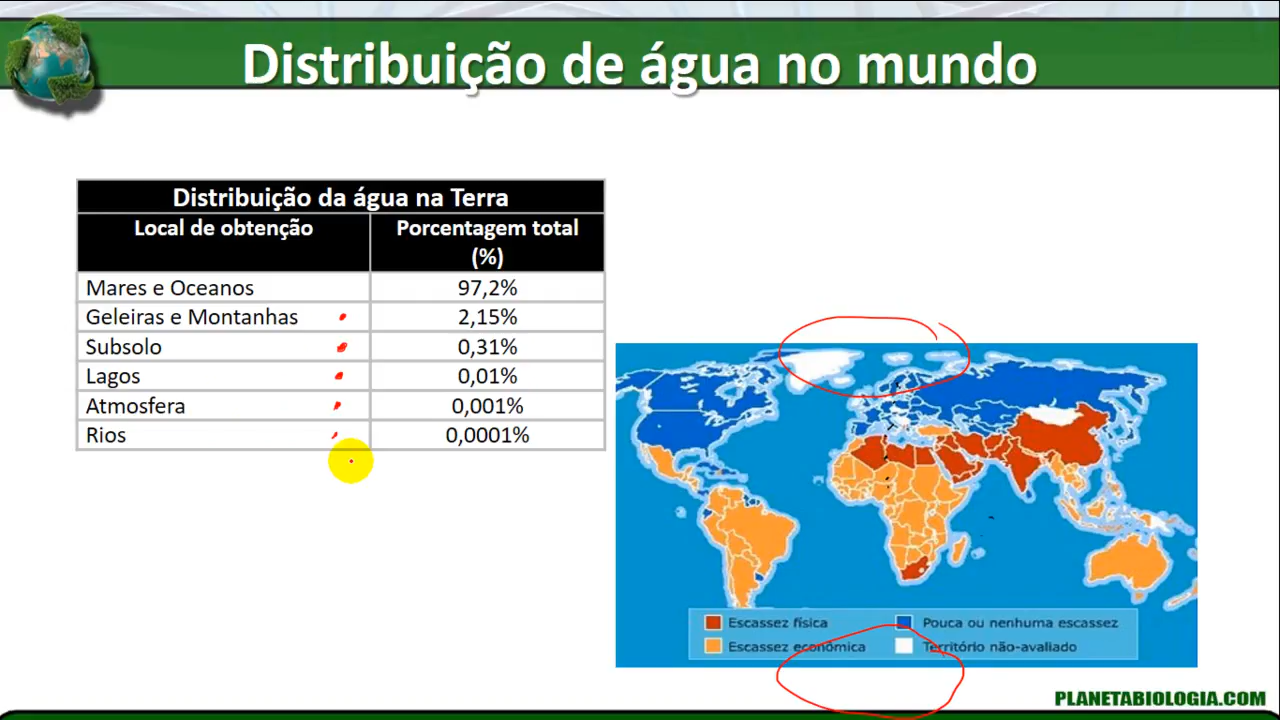 Distribuição de água no mundo
Distribuição da água na Terra
Local de obtenção Porcentagem total (%)
Mares e Oceanos 97,2%
Geleiras e Montanhas 2,15%
Subsolo 0,31%
Lagos 0,01%
Atmosfera 0,001%
Rios 0,0001%
Escassez física Pouca ou nenhuma escassez
Escassez econômica Território não-avaliado
PLANETABIOLOGIA.COM